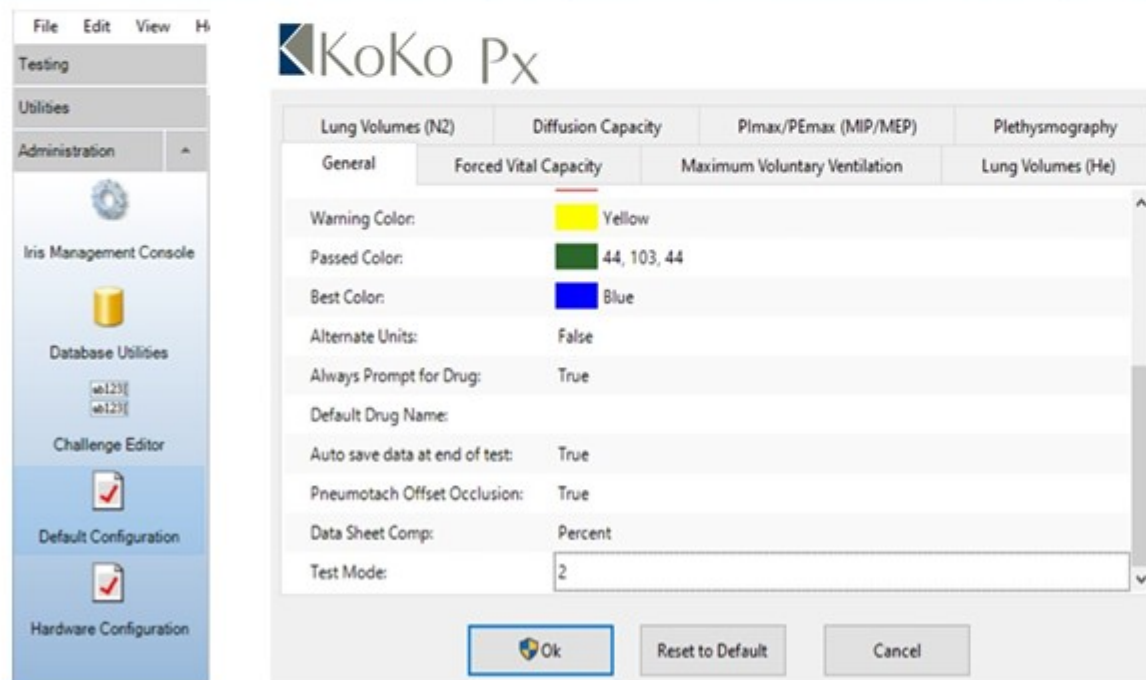 File Edit View H
Testing
Utilities
Administration
Iris Management Console
Database Utilities
ab123
ab123
Challenge Editor
Default Configuration
Hardware Configuration
KoKo Px
Lung Volumes (N2) Diffusion Capacity PImax/PEmax (MIP/MEP) Plethysmography
General Forced Vital Capacity Maximum Voluntary Ventilation Lung Volumes (He)
Warning Color: Yellow
Passed Color: 44, 103, 44
Best Color: Blue
Alternate Units: False
Always Prompt for Drug: True
Default Drug Name:
Auto save data at end of test: True
Pneumotach Offset Occlusion: True
Data Sheet Comp: Percent
Test Mode: 2
Ok Reset to Default Cancel